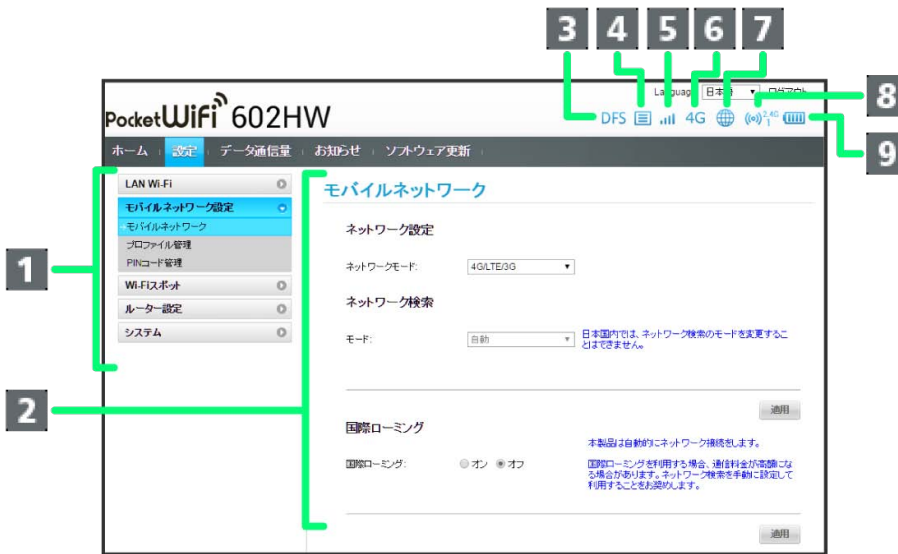 3 4 5 6 7
Language 日本語 ログアウト
8
PocketWiFi 602HW
DFS 4G 2.4G 1
9
ホーム 設定 データ通信量 お知らせ ソフトウェア更新
1
LAN Wi-Fi
モバイルネットワーク設定
モバイルネットワーク
プロファイル管理
PINコード管理
Wi-Fiスポット
ルーター設定
システム
2
モバイルネットワーク
ネットワーク設定
ネットワークモード: 4G/LTE/3G
ネットワーク検索
モード: 自動
日本国内では、ネットワーク検索のモードを変更するこ
とはできません。
適用
国際ローミング
本製品は自動的にネットワーク接続をします。
国際ローミング: オン オフ
国際ローミングを利用する場合、通信料金が高額にな
る場合があります。ネットワーク検索を手動に設定して
利用することをお奨めします。
適用